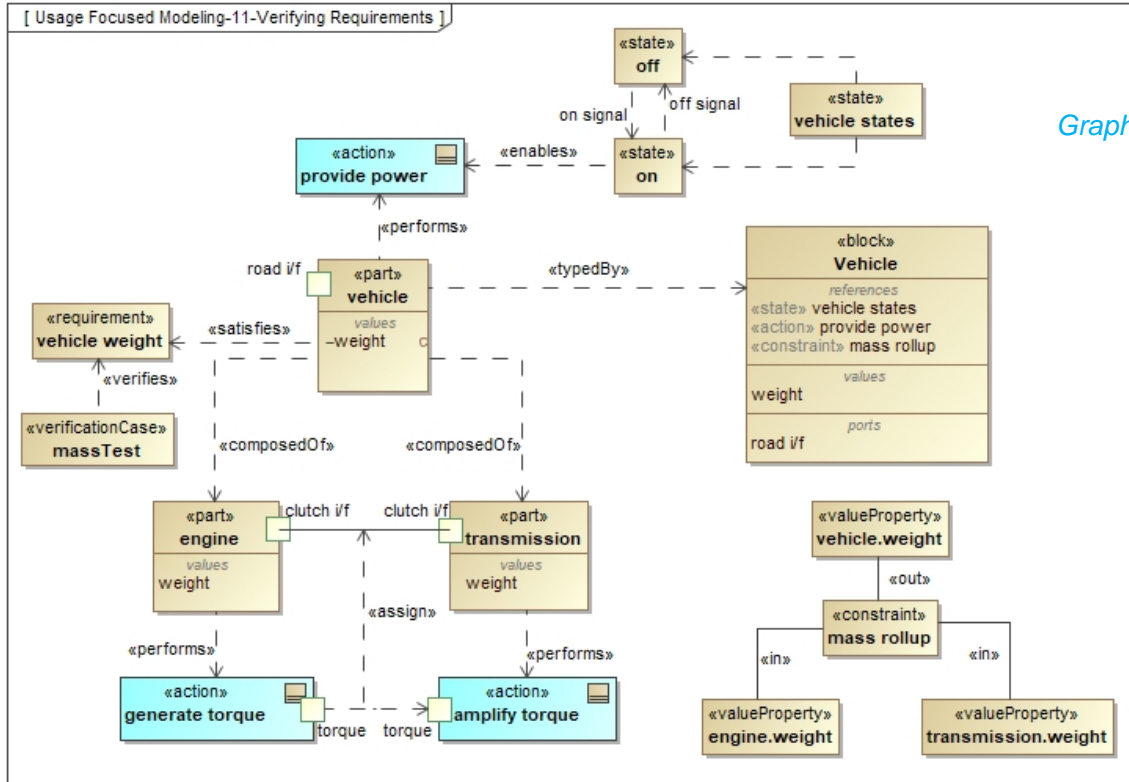 [ Usage Focused Modeling-11-Verifying Requirements ]
«state»
off
on signal
off signal
«state»
vehicle states
Graph
«action»
provide power
«enables»
«state»
on
«performs»
road i/f
«part»
vehicle
values
–weight
c
«typedBy»
«block»
Vehicle
references
«state» vehicle states
«action» provide power
«constraint» mass rollup
values
weight
ports
road i/f
«requirement»
vehicle weight
«satisfies»
«verifies»
«verificationCase»
massTest
«composedOf»
«composedOf»
«part»
engine
values
weight
clutch i/f
clutch i/f
«part»
transmission
values
weight
«assign»
«performs»
«performs»
«action»
generate torque
torque
torque
«action»
amplify torque
«valueProperty»
vehicle.weight
«out»
«constraint»
mass rollup
«in»
«in»
«valueProperty»
engine.weight
«valueProperty»
transmission.weight